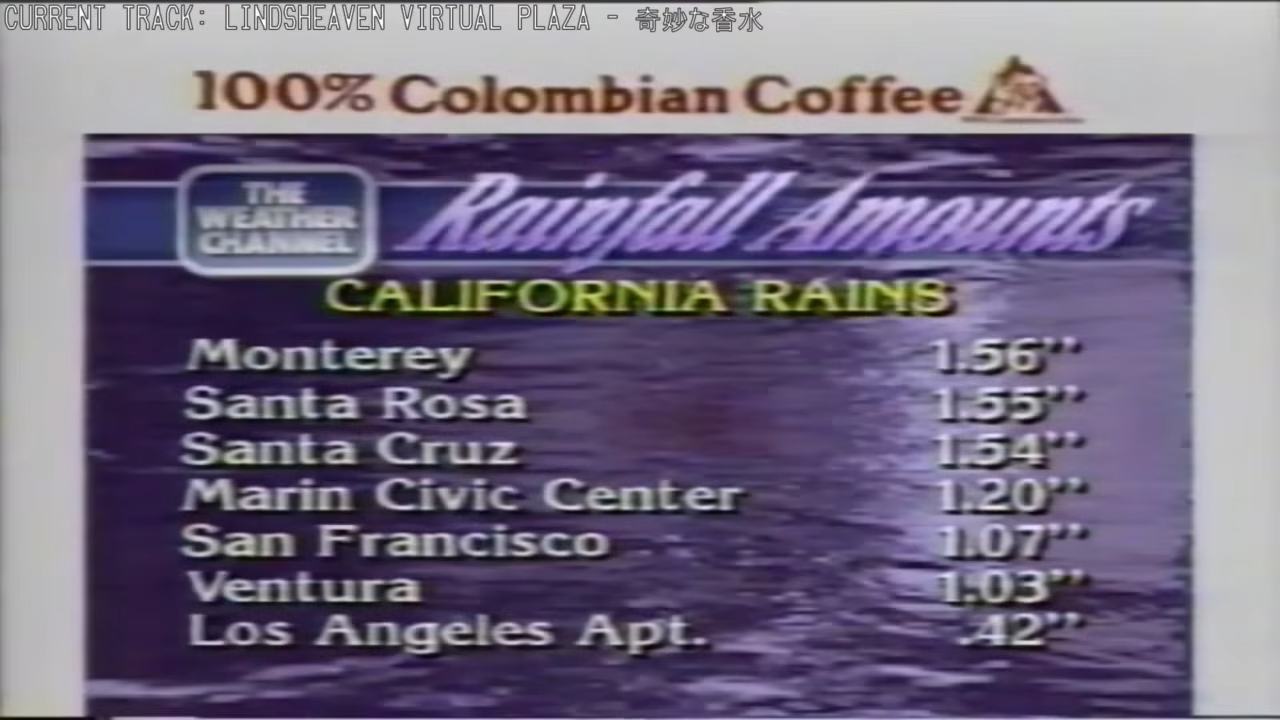 CURRENT TRACK: LINDSHEAVEN VIRTUAL PLAZA - 奇妙な香水
100% Colombian Coffee
THE
WEATHER
CHANNEL
Rainfall Amounts
CALIFORNIA RAINS
Monterey 1.56"
Santa Rosa 1.55"
Santa Cruz 1.54"
Marin Civic Center 1.20"
San Francisco 1.07"
Ventura 1.03"
Los Angeles Apt. .42"